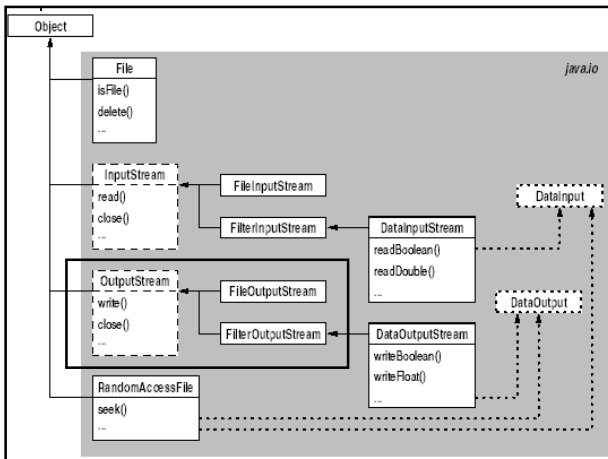 Object
java.io
File
isFile()
delete()
...
InputStream
read()
close()
...
FileInputStream
FilterInputStream
DataInputStream
readBoolean()
readDouble()
...
DataInput
OutputStream
write()
close()
...
FileOutputStream
FilterOutputStream
DataOutputStream
writeBoolean()
writeFloat()
...
DataOutput
RandomAccessFile
seek()
...